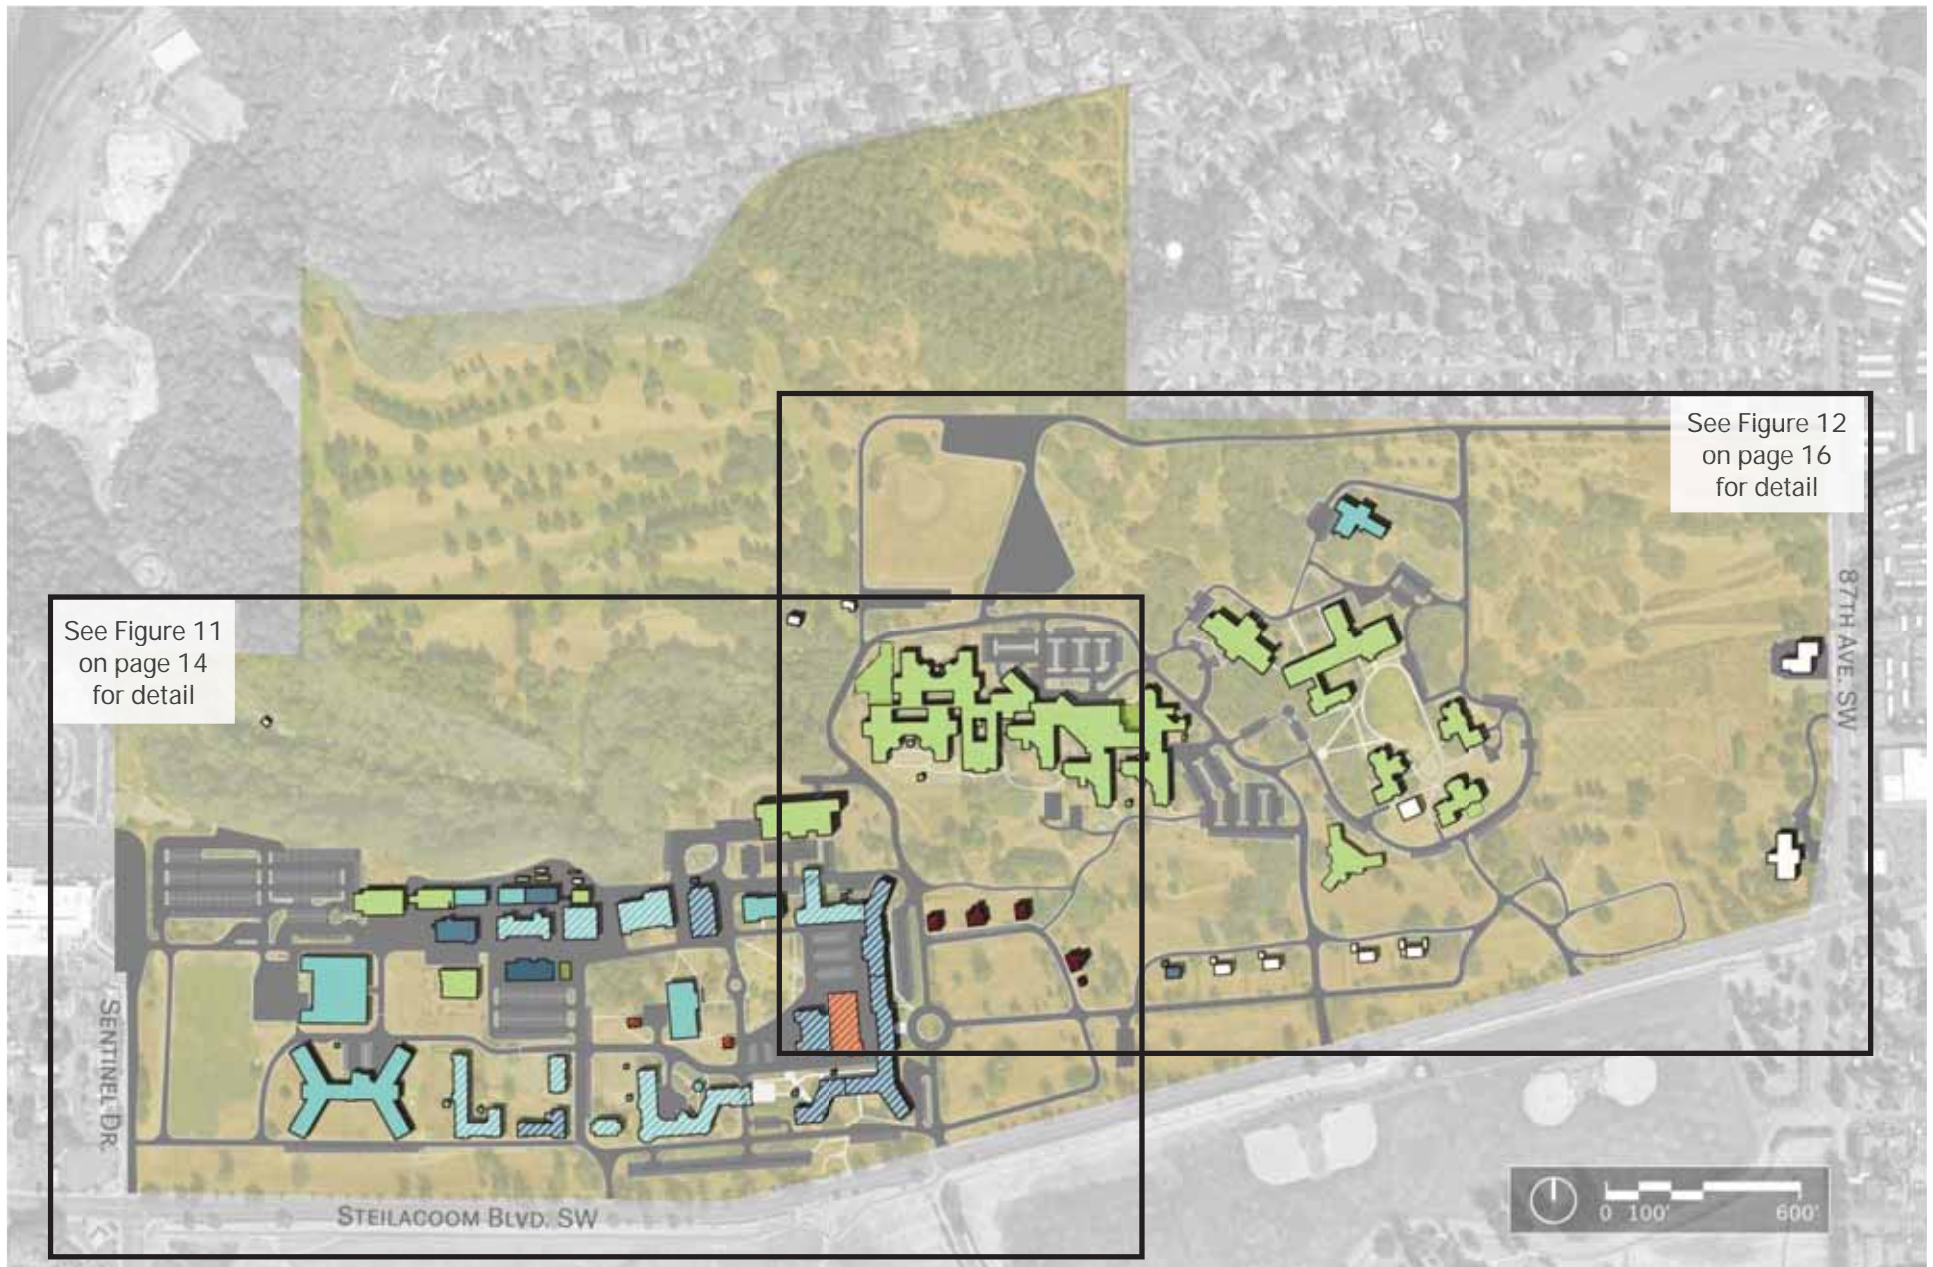 See Figure 12
on page 16
for detail
See Figure 11
on page 14
for detail
87TH AVE. SW
SENTINEL DR.
STEILACOOM BLVD. SW
0 100' 600'